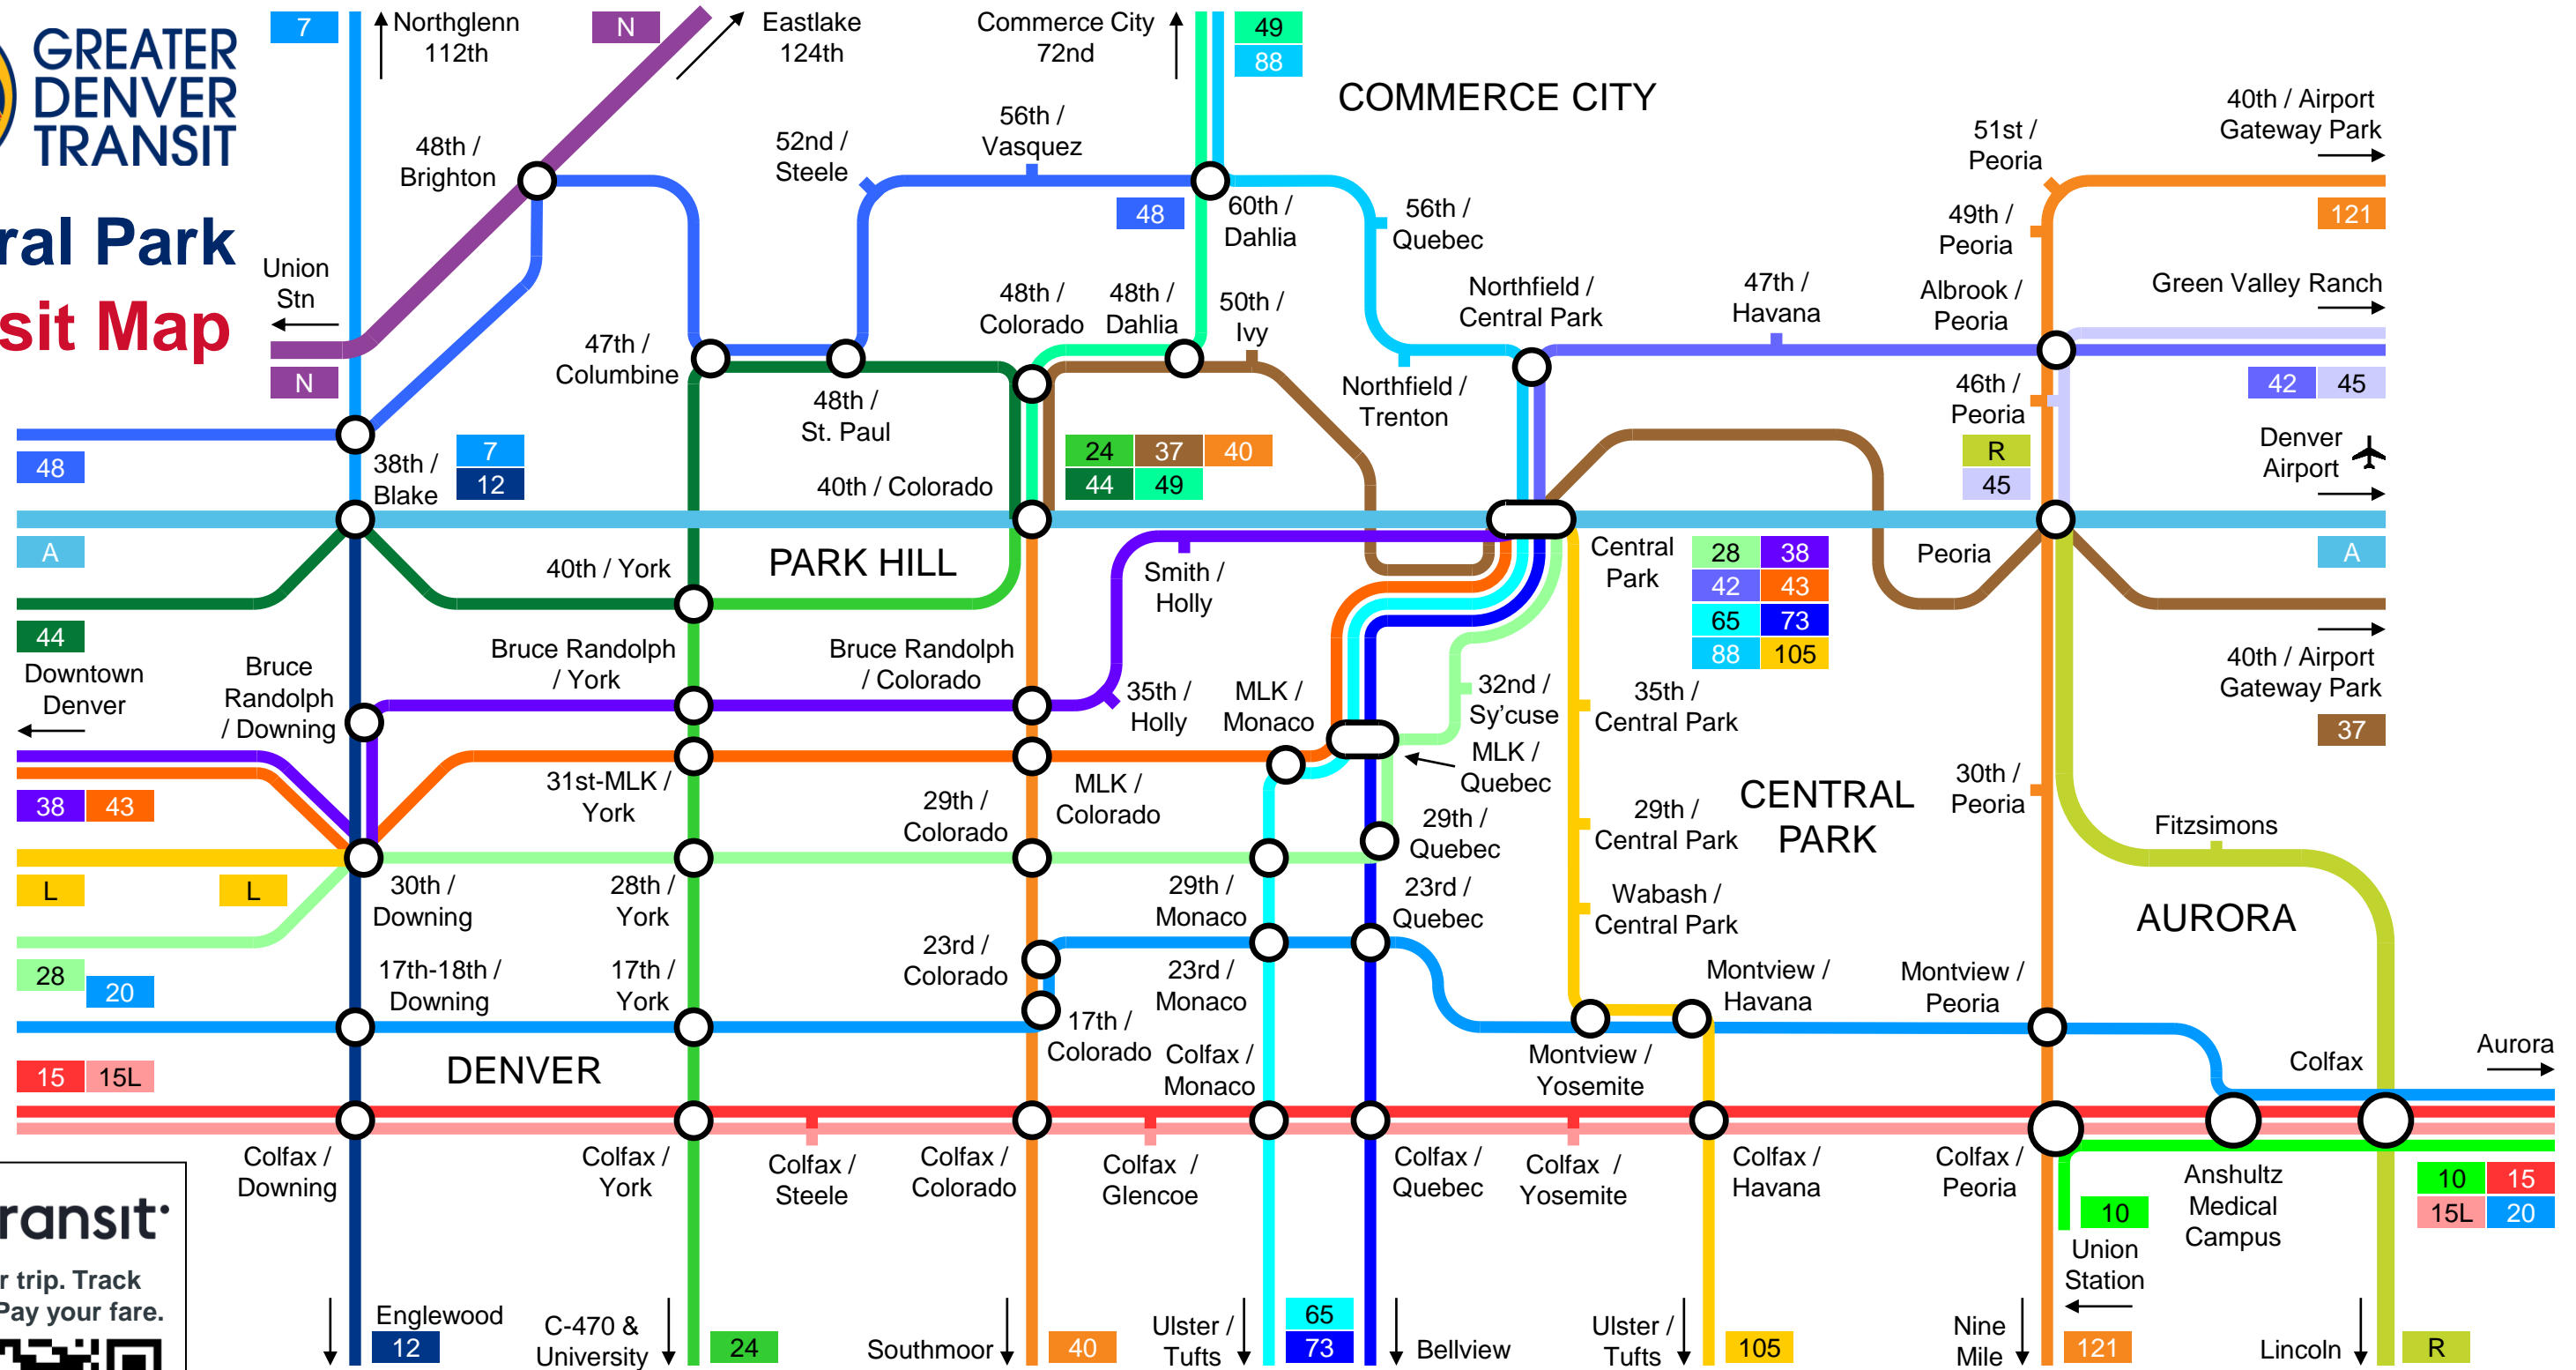 GREATER
DENVER
TRANSIT
ral Park
sit Map
7
Northglenn
112th
N
Eastlake
124th
Commerce City
72nd
49
88
COMMERCE CITY
40th / Airport
Gateway Park
121
48th /
Brighton
52nd /
Steele
56th /
Vasquez
48
60th /
Dahlia
56th /
Quebec
51st /
Peoria
49th /
Peoria
Union
Stn
N
47th /
Columbine
48th /
St. Paul
48th /
Colorado
48th /
Dahlia
50th /
Ivy
Northfield /
Trenton
Northfield /
Central Park
47th /
Havana
Albrook /
Peoria
Green Valley Ranch
42 45
46th /
Peoria
R
45
Denver
Airport
48
38th /
Blake
7
12
40th / Colorado
24 37 40
44 49
A
40th / York
PARK HILL
Smith /
Holly
Central
Park
28 38
42 43
65 73
88 105
Peoria
A
44
Downtown
Denver
Bruce
Randolph
/ Downing
Bruce Randolph
/ York
Bruce Randolph
/ Colorado
35th /
Holly
MLK /
Monaco
32nd /
Sy'cuse
35th /
Central Park
40th / Airport
Gateway Park
37
38 43
31st-MLK /
York
MLK /
Colorado
MLK /
Quebec
29th /
Colorado
29th /
Quebec
29th /
Central Park
CENTRAL
PARK
30th /
Peoria
Fitzsimons
L
L
30th /
Downing
28th /
York
29th /
Monaco
23rd /
Quebec
Wabash /
Central Park
AURORA
28
20
17th-18th /
Downing
17th /
York
23rd /
Colorado
23rd /
Monaco
Montview /
Havana
Montview /
Peoria
17th /
Colorado
Montview /
Yosemite
DENVER
15 15L
Colfax /
Monaco
Colfax
Aurora
Colfax /
Downing
Colfax /
York
Colfax /
Steele
Colfax /
Colorado
Colfax /
Glencoe
Colfax /
Quebec
Colfax /
Yosemite
Colfax /
Havana
Colfax /
Peoria
10
Union
Station
Anshultz
Medical
Campus
10 15
15L 20
ransit
r trip. Track
Pay your fare.
Englewood
12
C-470 &
University
24
Southmoor
40
Ulster /
Tufts
65
73
Bellview
Ulster /
Tufts
105
Nine
Mile
121
Lincoln
R